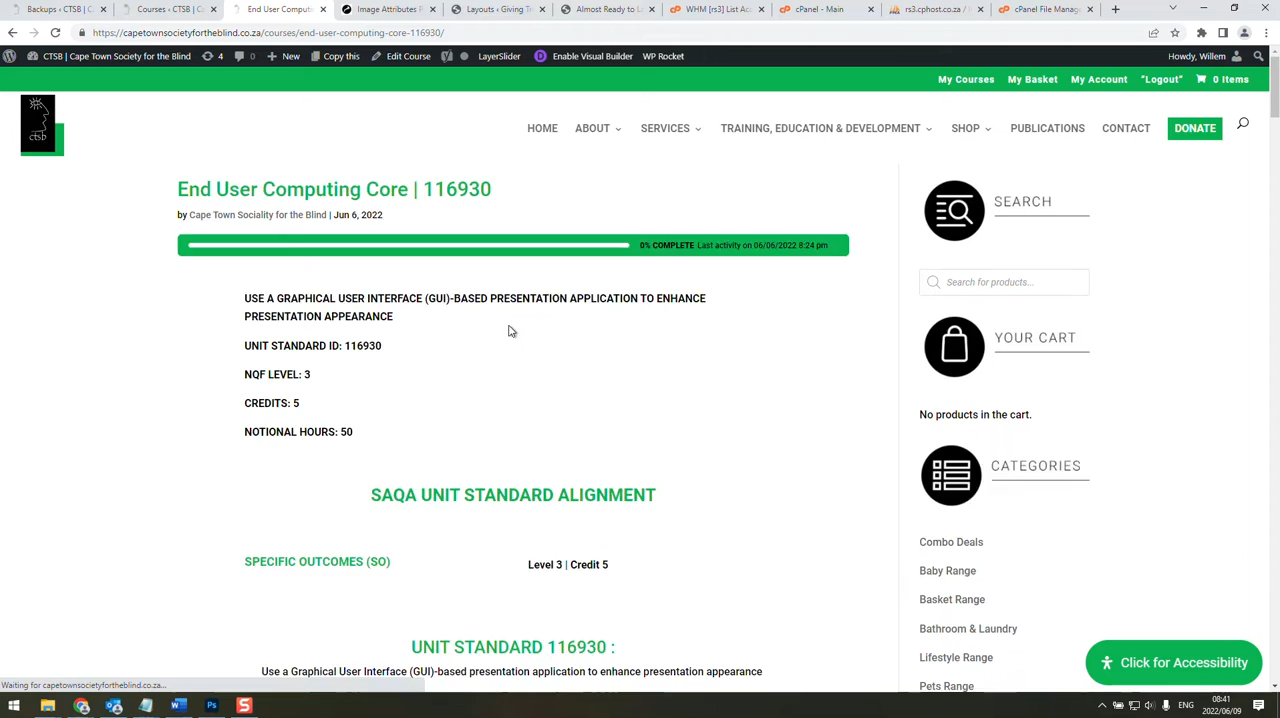 Backups ‹ CTSB | C
Courses ‹ CTSB | Ca
End User Computi
Image Attributes P
Layouts ‹ Giving T
Almost Ready to L
WHM [rs3] List Acc
cPanel - Main
rs3.cphost.co.za /
cPanel File Manage
https://capetownsocietyfortheblind.co.za/courses/end-user-computing-core-116930/
CTSB | Cape Town Society for the Blind
4
0
New
Copy this
Edit Course
LayerSlider
Enable Visual Builder
WP Rocket
Howdy, Willem
My Courses
My Basket
My Account
“Logout”
0 Items
ctsb
HOME
ABOUT
SERVICES
TRAINING, EDUCATION & DEVELOPMENT
SHOP
PUBLICATIONS
CONTACT
DONATE
End User Computing Core | 116930
by Cape Town Sociality for the Blind | Jun 6, 2022
0% COMPLETE Last activity on 06/06/2022 8:24 pm
USE A GRAPHICAL USER INTERFACE (GUI)-BASED PRESENTATION APPLICATION TO ENHANCE
PRESENTATION APPEARANCE
UNIT STANDARD ID: 116930
NQF LEVEL: 3
CREDITS: 5
NOTIONAL HOURS: 50
SAQA UNIT STANDARD ALIGNMENT
SPECIFIC OUTCOMES (SO)
Level 3 | Credit 5
UNIT STANDARD 116930 :
Use a Graphical User Interface (GUI)-based presentation application to enhance presentation appearance
SEARCH
Search for products...
YOUR CART
No products in the cart.
CATEGORIES
Combo Deals
Baby Range
Basket Range
Bathroom & Laundry
Lifestyle Range
Pets Range
Click for Accessibility
Waiting for capetownsocietyfortheblind.co.za...
ENG
08:41
2022/06/09